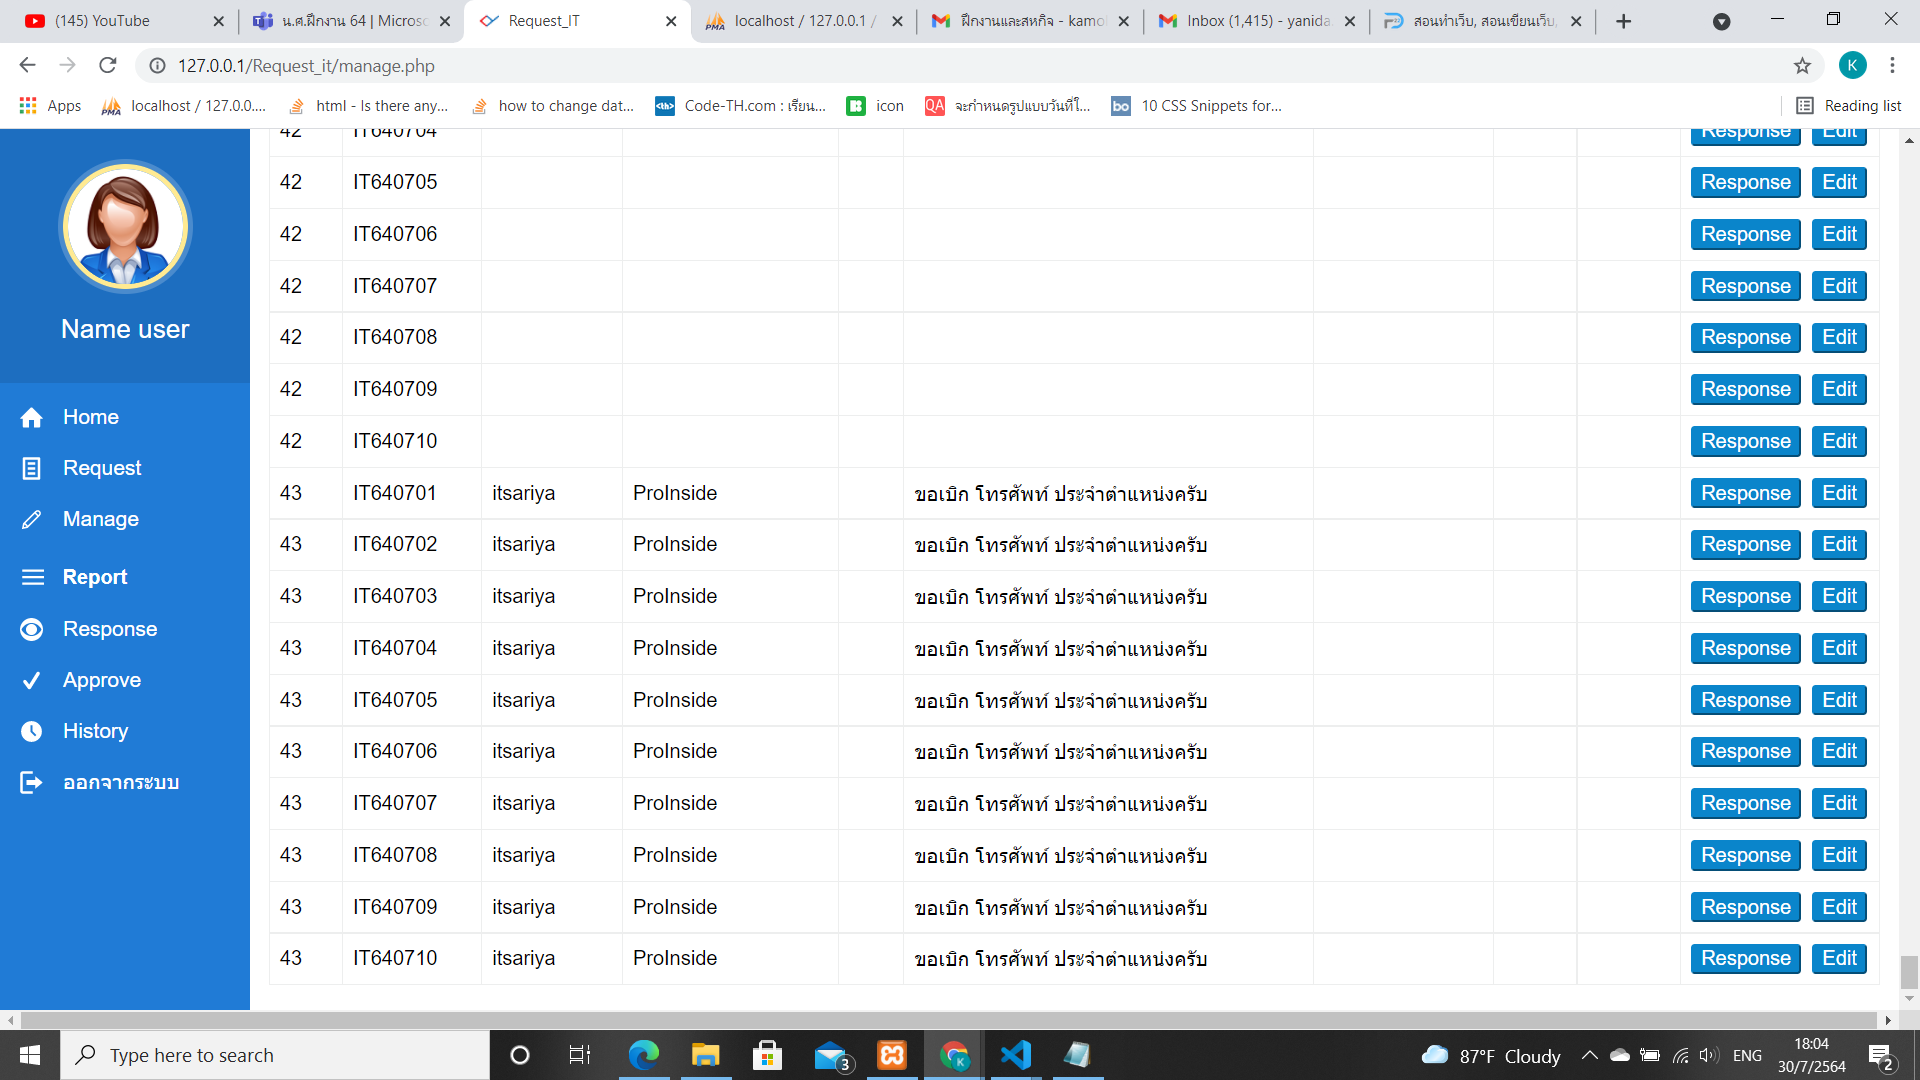 (145) YouTube
น.ศ.ฝึกงาน 64 | Microso
Request_IT
localhost / 127.0.0.1 /
ฝึกงานและสหกิจ - kamo
Inbox (1,415) - yanida.
สอนทำเว็บ, สอนเขียนเว็บ,
127.0.0.1/Request_it/manage.php
K
Apps
localhost / 127.0.0....
html - Is there any...
how to change dat...
Code-TH.com : เรียน...
icon
จะกำหนดรูปแบบวันที่ใ...
10 CSS Snippets for...
Reading list
Name user
Home
Request
Manage
Report
Response
Approve
History
ออกจากระบบ
42 IT640704 Response Edit
42 IT640705 Response Edit
42 IT640706 Response Edit
42 IT640707 Response Edit
42 IT640708 Response Edit
42 IT640709 Response Edit
42 IT640710 Response Edit
43 IT640701 itsariya ProInside ขอเบิก โทรศัพท์ ประจำตำแหน่งครับ Response Edit
43 IT640702 itsariya ProInside ขอเบิก โทรศัพท์ ประจำตำแหน่งครับ Response Edit
43 IT640703 itsariya ProInside ขอเบิก โทรศัพท์ ประจำตำแหน่งครับ Response Edit
43 IT640704 itsariya ProInside ขอเบิก โทรศัพท์ ประจำตำแหน่งครับ Response Edit
43 IT640705 itsariya ProInside ขอเบิก โทรศัพท์ ประจำตำแหน่งครับ Response Edit
43 IT640706 itsariya ProInside ขอเบิก โทรศัพท์ ประจำตำแหน่งครับ Response Edit
43 IT640707 itsariya ProInside ขอเบิก โทรศัพท์ ประจำตำแหน่งครับ Response Edit
43 IT640708 itsariya ProInside ขอเบิก โทรศัพท์ ประจำตำแหน่งครับ Response Edit
43 IT640709 itsariya ProInside ขอเบิก โทรศัพท์ ประจำตำแหน่งครับ Response Edit
43 IT640710 itsariya ProInside ขอเบิก โทรศัพท์ ประจำตำแหน่งครับ Response Edit
Type here to search
3
87°F Cloudy
ENG
18:04
30/7/2564
2